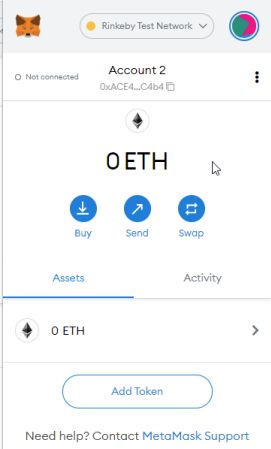 Rinkeby Test Network
Not connected
Account 2
0xACE4...C4b4
0 ETH
Buy Send Swap
Assets Activity
0 ETH
Add Token
Need help? Contact MetaMask Support